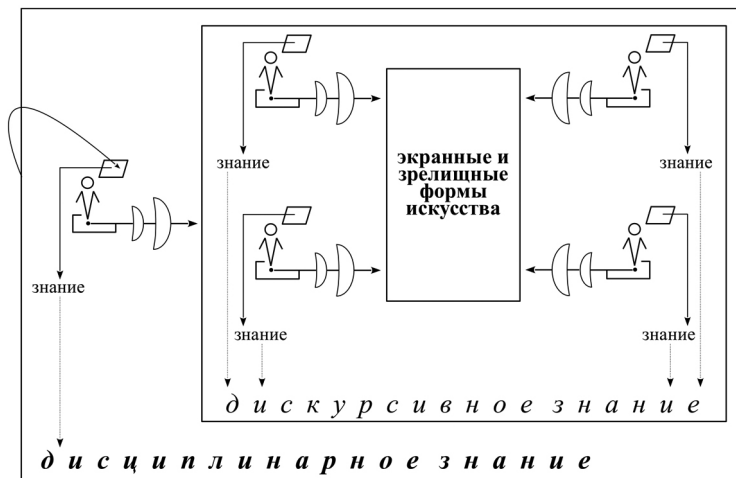 знание
знание
экранные и
зрелищные
формы
искусства
знание
знание
знание
дискурсивное знание
дисциплинарное знание